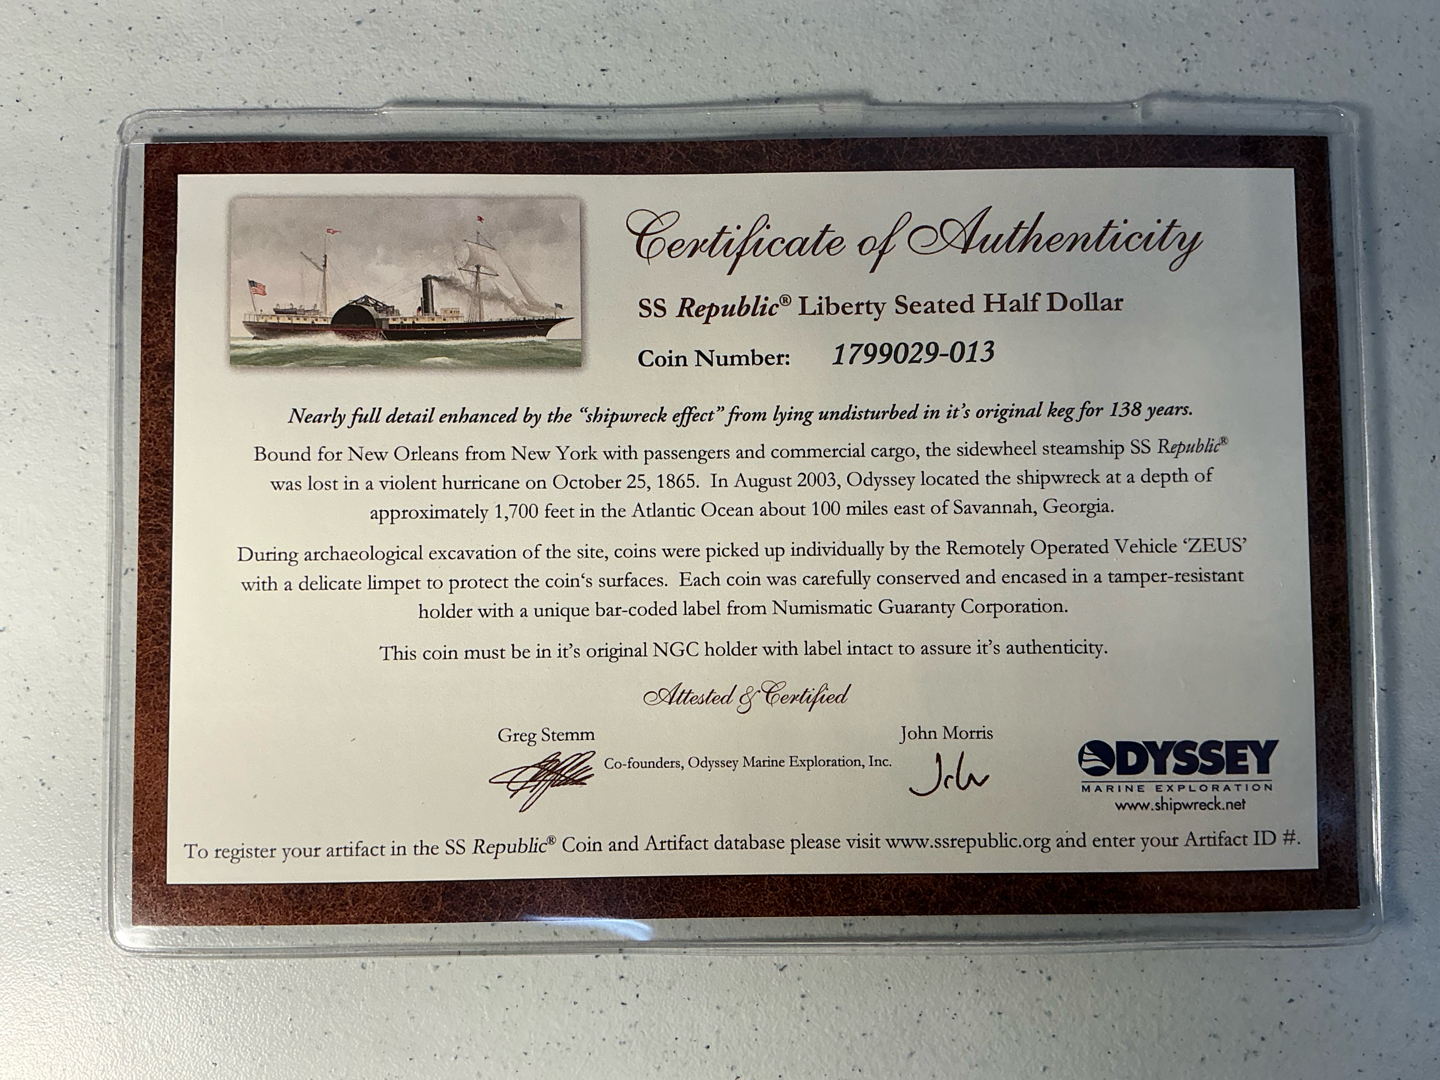 Certificate of Authenticity
SS Republic® Liberty Seated Half Dollar
Coin Number: 1799029-013
Nearly full detail enhanced by the “shipwreck effect” from lying undisturbed in it’s original keg for 138 years.
Bound for New Orleans from New York with passengers and commercial cargo, the sidewheel steamship SS Republic®
was lost in a violent hurricane on October 25, 1865. In August 2003, Odyssey located the shipwreck at a depth of
approximately 1,700 feet in the Atlantic Ocean about 100 miles east of Savannah, Georgia.
During archaeological excavation of the site, coins were picked up individually by the Remotely Operated Vehicle ‘ZEUS’
with a delicate limpet to protect the coin‘s surfaces. Each coin was carefully conserved and encased in a tamper-resistant
holder with a unique bar-coded label from Numismatic Guaranty Corporation.
This coin must be in it’s original NGC holder with label intact to assure it’s authenticity.
Attested & Certified
Greg Stemm
John Morris
Co-founders, Odyssey Marine Exploration, Inc.
ODYSSEY
MARINE EXPLORATION
www.shipwreck.net
To register your artifact in the SS Republic® Coin and Artifact database please visit www.ssrepublic.org and enter your Artifact ID #.